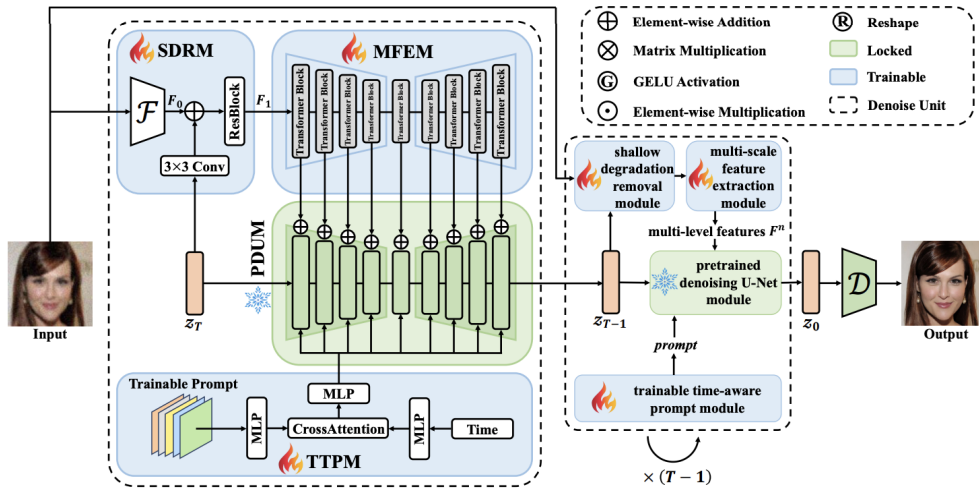 SDRM
MFEM
𝓕
F₀
ResBlock
F₁
3×3 Conv
Transformer Block
Transformer Block
Transformer Block
Transformer Block
Transformer Block
Transformer Block
Transformer Block
Transformer Block
Transformer Block
Input
z_T
PDUM
Trainable Prompt
MLP
MLP
CrossAttention
MLP
Time
TTPM
Element-wise Addition
Matrix Multiplication
G GELU Activation
Element-wise Multiplication
R Reshape
Locked
Trainable
Denoise Unit
shallow
degradation
removal
module
multi-scale
feature
extraction
module
multi-level features Fⁿ
z_{T−1}
pretrained
denoising U-Net
module
prompt
trainable time-aware
prompt module
× (T − 1)
z₀
𝓓
Output